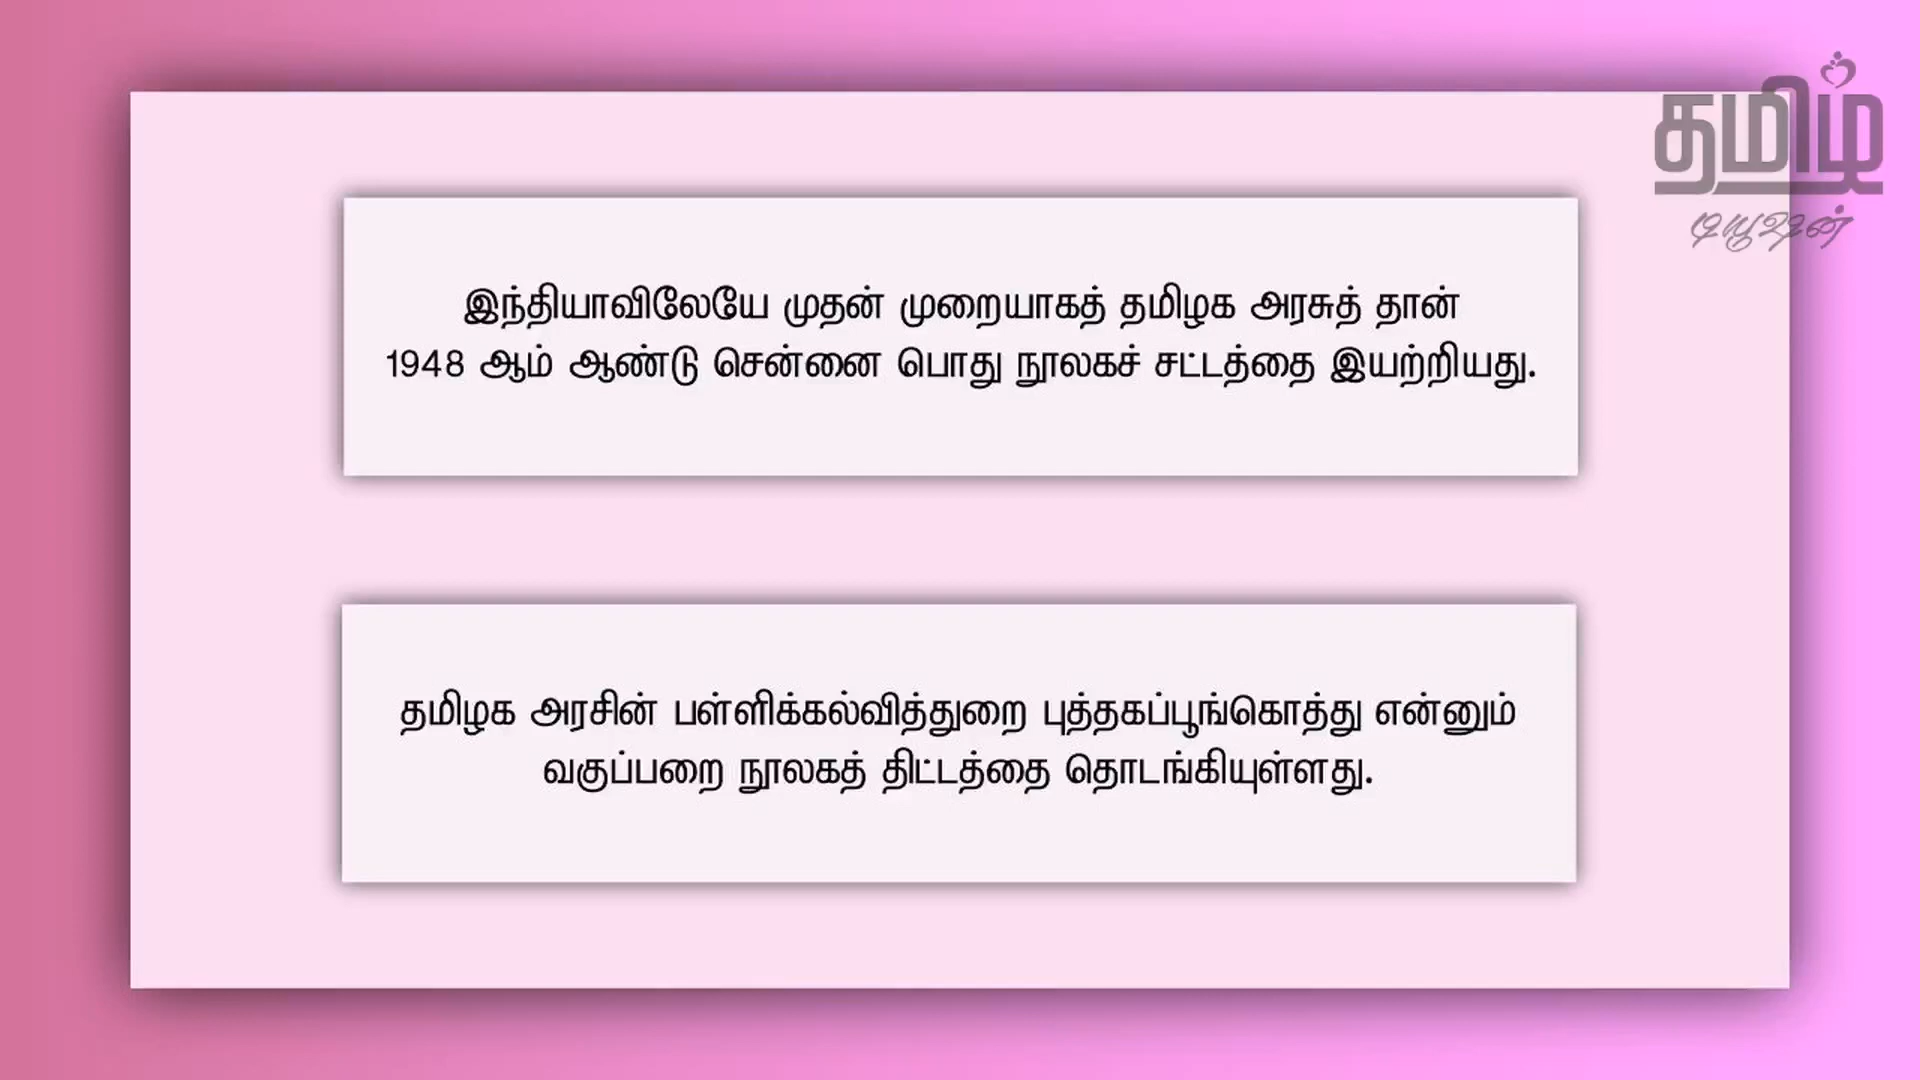 தமிழ்
டியூஷன்
இந்தியாவிலேயே முதன் முறையாகத் தமிழக அரசுத் தான்
1948 ஆம் ஆண்டு சென்னை பொது நூலகச் சட்டத்தை இயற்றியது.
தமிழக அரசின் பள்ளிக்கல்வித்துறை புத்தகப்பூங்கொத்து என்னும்
வகுப்பறை நூலகத் திட்டத்தை தொடங்கியுள்ளது.